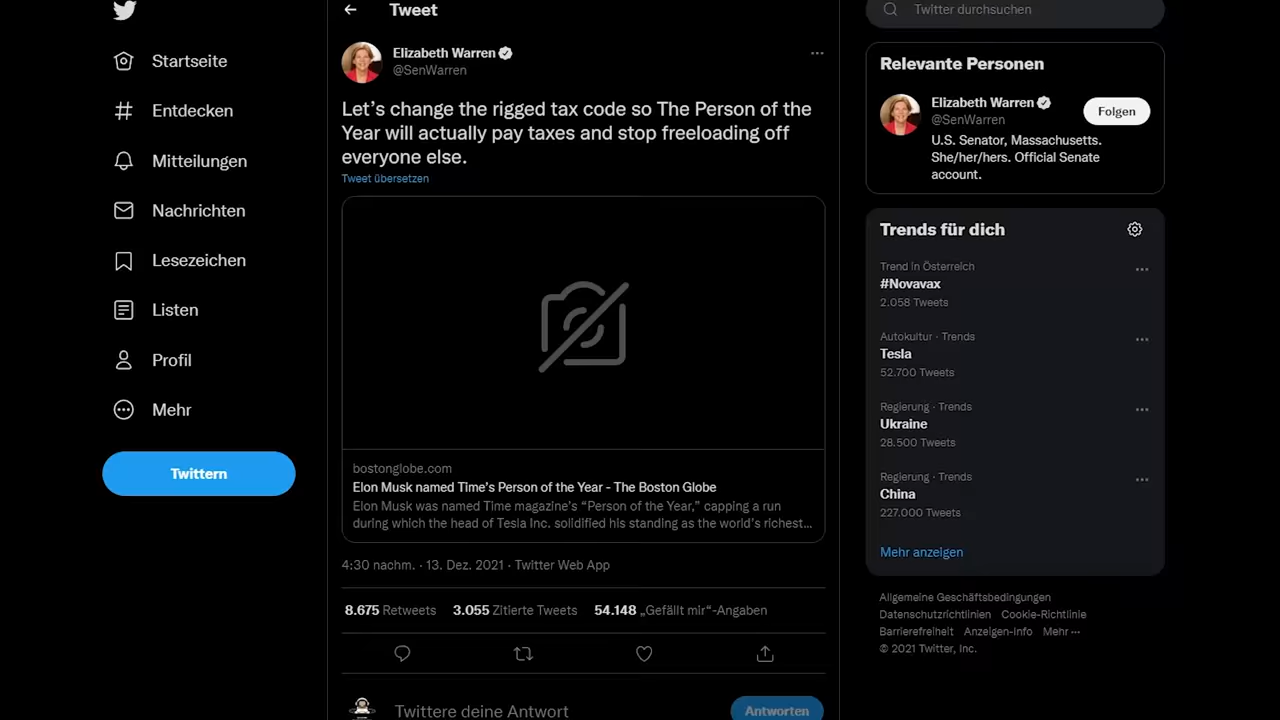 Startseite
Entdecken
Mitteilungen
Nachrichten
Lesezeichen
Listen
Profil
Mehr
Twittern
Tweet
Elizabeth Warren
@SenWarren
Let’s change the rigged tax code so The Person of the
Year will actually pay taxes and stop freeloading off
everyone else.
Tweet übersetzen
bostonglobe.com
Elon Musk named Time’s Person of the Year - The Boston Globe
Elon Musk was named Time magazine’s “Person of the Year,” capping a run
during which the head of Tesla Inc. solidified his standing as the world’s richest...
4:30 nachm. · 13. Dez. 2021 · Twitter Web App
8.675 Retweets 3.055 Zitierte Tweets 54.148 „Gefällt mir“-Angaben
Twittere deine Antwort
Antworten
Twitter durchsuchen
Relevante Personen
Elizabeth Warren
@SenWarren
Folgen
U.S. Senator, Massachusetts.
She/her/hers. Official Senate
account.
Trends für dich
Trend in Österreich
#Novavax
2.058 Tweets
Autokultur · Trends
Tesla
52.700 Tweets
Regierung · Trends
Ukraine
28.500 Tweets
Regierung · Trends
China
227.000 Tweets
Mehr anzeigen
Allgemeine Geschäftsbedingungen
Datenschutzrichtlinien Cookie-Richtlinie
Barrierefreiheit Anzeigen-Info Mehr ···
© 2021 Twitter, Inc.